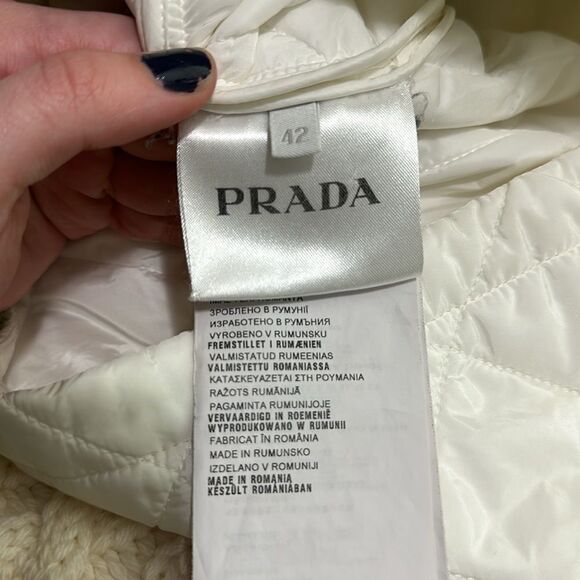 42
PRADA
ЗРОБЛЕНО В РУМУНІЇ
ИЗРАБОТЕНО В РУМЪНИЯ
VYROBENO V RUMUNSKU
FREMSTILLET I RUMÆNIEN
VALMISTATUD RUMEENIAS
VALMISTETTU ROMANIASSA
ΚΑΤΑΣΚΕΥΑΖΕΤΑΙ ΣΤΗ ΡΟΥΜΑΝΙΑ
RAŽOTS RUMĀNIJĀ
PAGAMINTA RUMUNIJOJE
VERVAARDIGD IN ROEMENIË
WYPRODUKOWANO W RUMUNII
FABRICAT ÎN ROMÂNIA
MADE IN RUMUNSKO
IZDELANO V ROMUNIJI
MADE IN ROMANIA
KÉSZÜLT ROMÁNIÁBAN